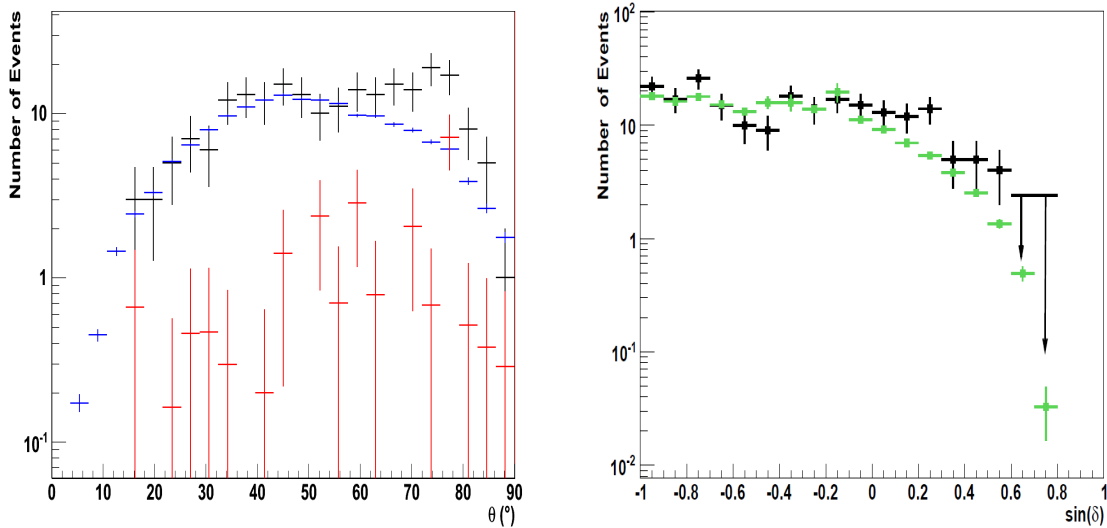 Number of Events
10
1
10⁻¹
0 10 20 30 40 50 60 70 80 90
θ (°)
Number of Events
10²
10
1
10⁻¹
10⁻²
-1 -0.8 -0.6 -0.4 -0.2 0 0.2 0.4 0.6 0.8 1
sin(δ)